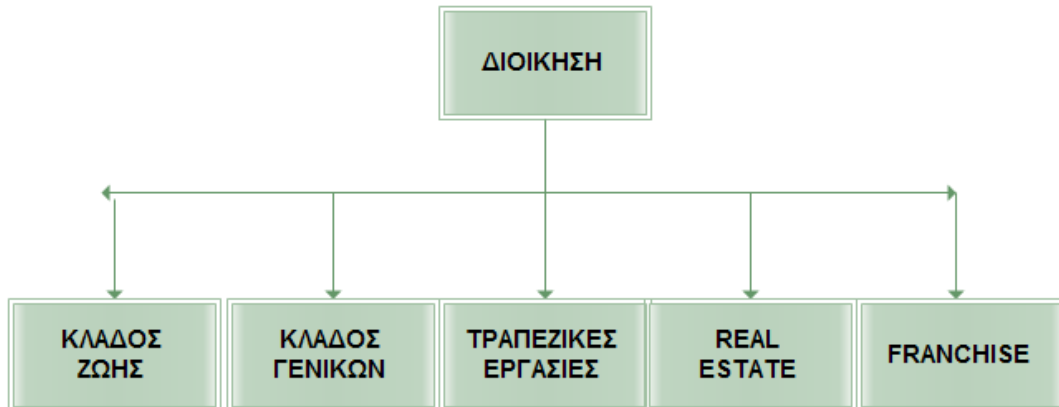 ΔΙΟΙΚΗΣΗ
ΚΛΑΔΟΣ
ΖΩΗΣ
ΚΛΑΔΟΣ
ΓΕΝΙΚΩΝ
ΤΡΑΠΕΖΙΚΕΣ
ΕΡΓΑΣΙΕΣ
REAL
ESTATE
FRANCHISE